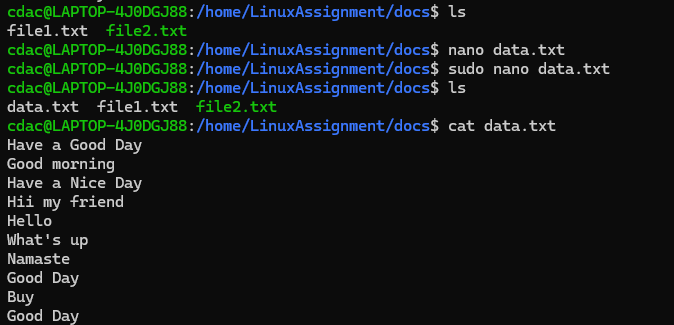 cdac@LAPTOP-4J0DGJ88:/home/LinuxAssignment/docs$ ls
file1.txt  file2.txt
cdac@LAPTOP-4J0DGJ88:/home/LinuxAssignment/docs$ nano data.txt
cdac@LAPTOP-4J0DGJ88:/home/LinuxAssignment/docs$ sudo nano data.txt
cdac@LAPTOP-4J0DGJ88:/home/LinuxAssignment/docs$ ls
data.txt  file1.txt  file2.txt
cdac@LAPTOP-4J0DGJ88:/home/LinuxAssignment/docs$ cat data.txt
Have a Good Day
Good morning
Have a Nice Day
Hii my friend
Hello
What's up
Namaste
Good Day
Buy
Good Day